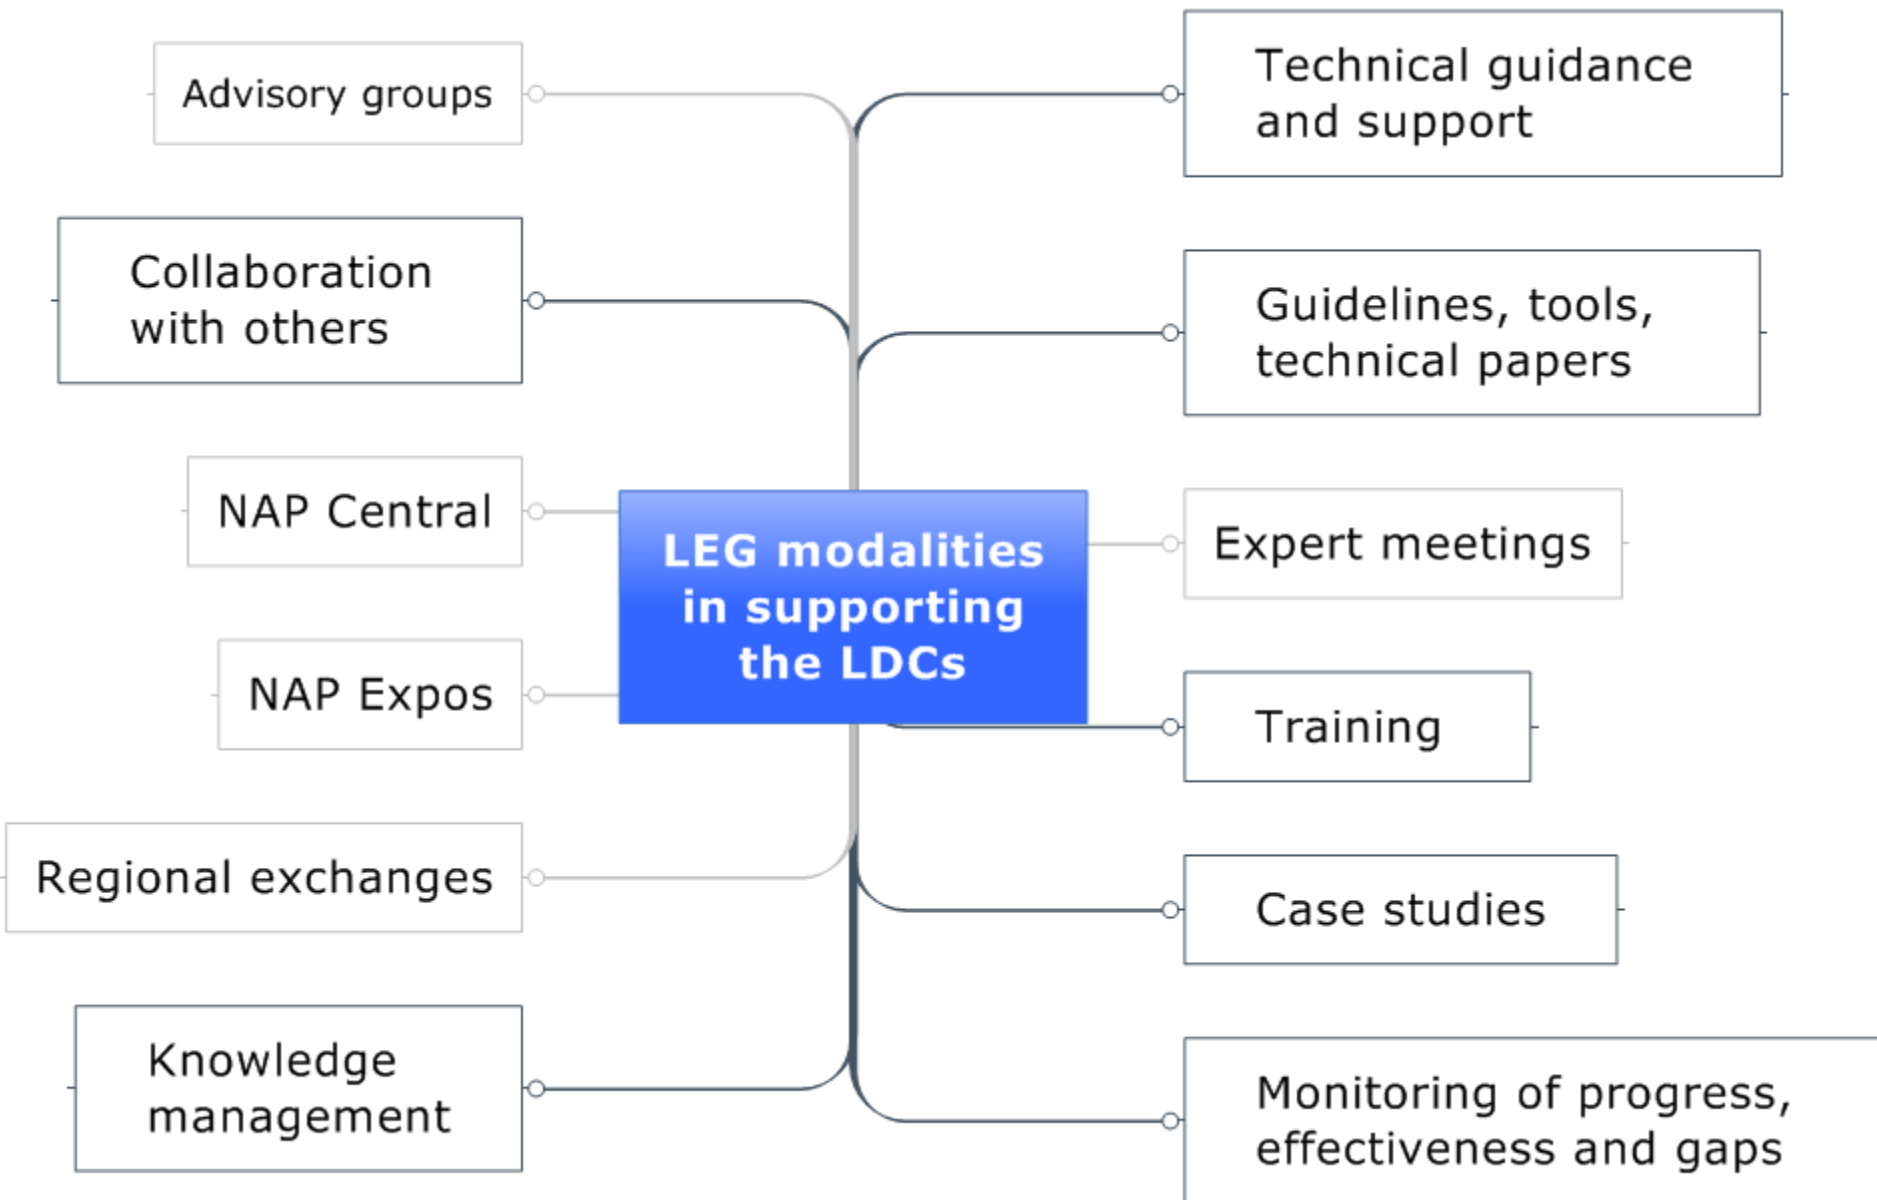 Advisory groups
Collaboration
with others
NAP Central
NAP Expos
Regional exchanges
Knowledge
management
LEG modalities
in supporting
the LDCs
Technical guidance
and support
Guidelines, tools,
technical papers
Expert meetings
Training
Case studies
Monitoring of progress,
effectiveness and gaps